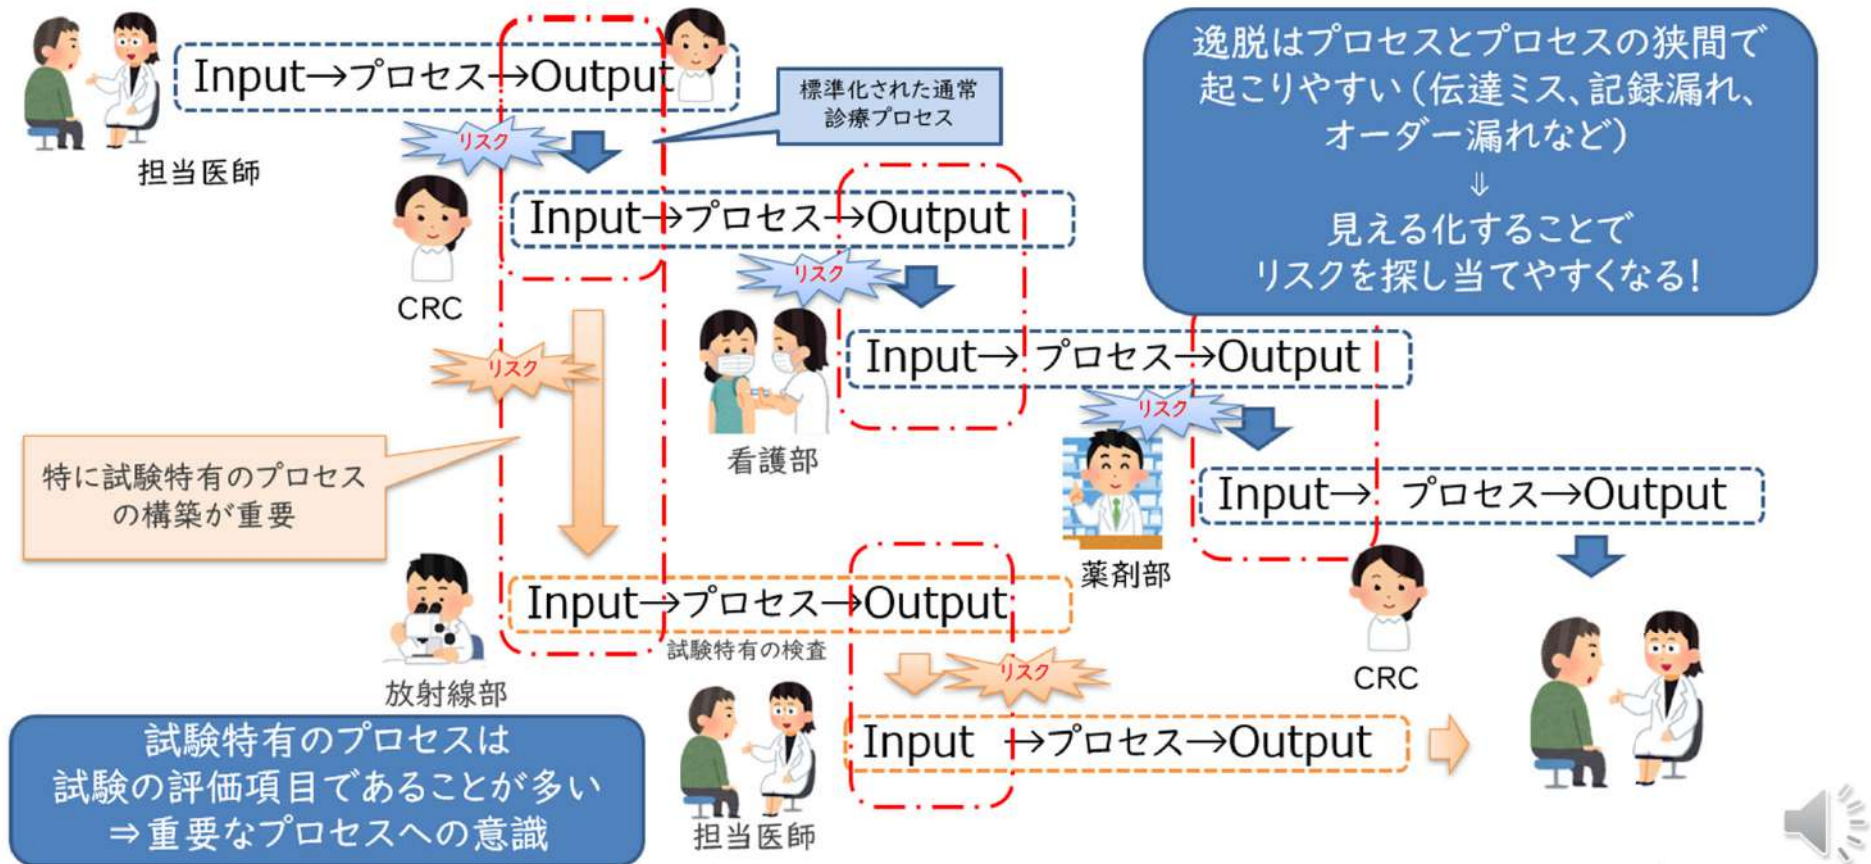 Input→プロセス→Output
担当医師
リスク
標準化された通常
診療プロセス
逸脱はプロセスとプロセスの狭間で
起こりやすい(伝達ミス、記録漏れ、
オーダー漏れなど)
⇓
見える化することで
リスクを探し当てやすくなる!
CRC
Input→プロセス→Output
リスク
看護部
Input→ プロセス→Output
リスク
薬剤部
Input→ プロセス→Output
CRC
リスク
特に試験特有のプロセス
の構築が重要
放射線部
Input→プロセス→Output
試験特有の検査
リスク
担当医師
Input →プロセス→Output
試験特有のプロセスは
試験の評価項目であることが多い
⇒重要なプロセスへの意識